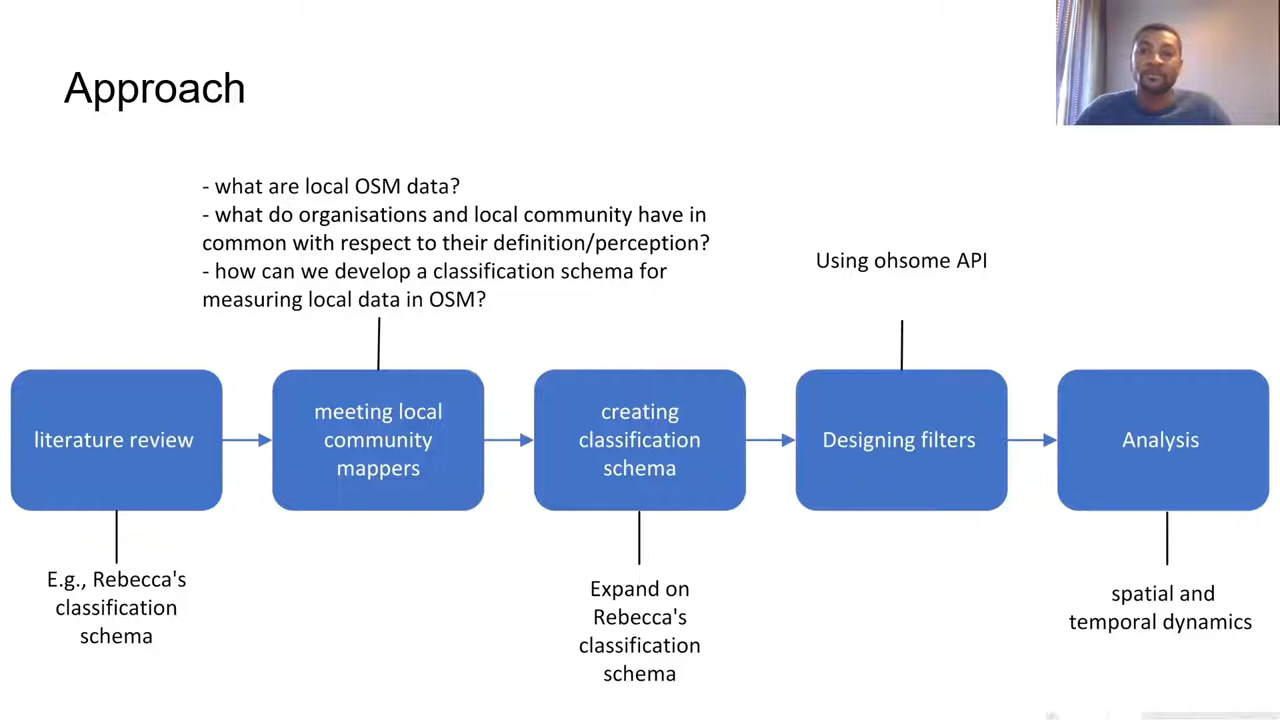 Approach
- what are local OSM data?
- what do organisations and local community have in
common with respect to their definition/perception?
- how can we develop a classification schema for
measuring local data in OSM?
Using ohsome API
literature review
meeting local
community
mappers
creating
classification
schema
Designing filters
Analysis
E.g., Rebecca's
classification
schema
Expand on
Rebecca's
classification
schema
spatial and
temporal dynamics